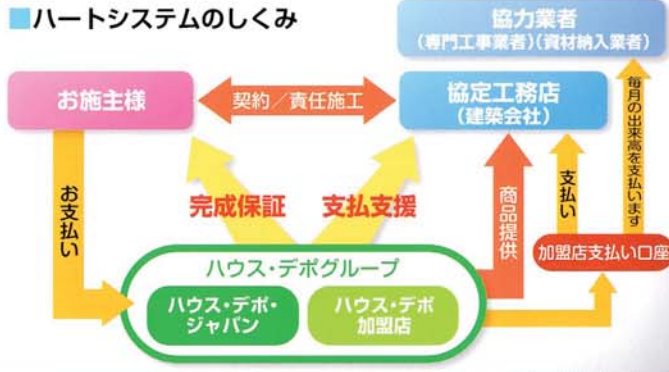 ハートシステムのしくみ
協力業者
(専門工事業者)(資材納入業者)
お施主様
契約／責任施工
協定工務店
(建築会社)
毎月の出来高を支払います
お支払い
完成保証
支払支援
商品提供
支払い
加盟店支払い口座
ハウス・デポグループ
ハウス・デポ・
ジャパン
ハウス・デポ
加盟店